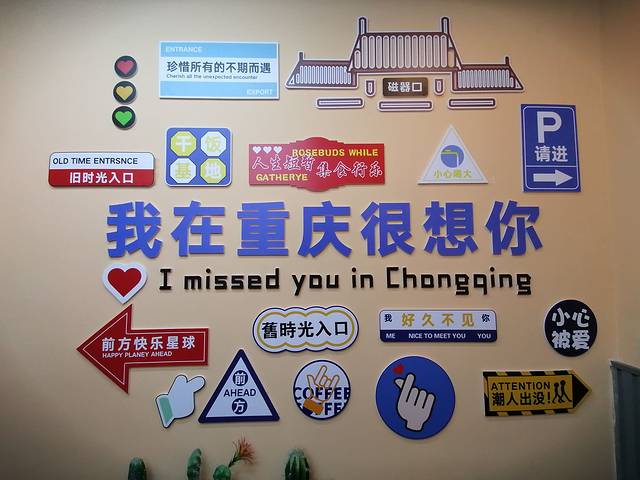 ENTRANCE
珍惜所有的不期而遇
Cherish all the unexpected encounter
EXPORT
磁器口
P
请进
OLD TIME ENTRSNCE
旧时光入口
干饭
基地
ROSEBUDS WHILE
人生短暂 集食行乐
GATHERYE
小心喝大
我在重庆很想你
I missed you in Chongqing
前方快乐星球
HAPPY PLANEY AHEAD
舊時光入口
我 好久不见 你
ME NICE TO MEET YOU YOU
小心
被爱
前
AHEAD
方
COFFEE
ATTENTION
潮人出没!